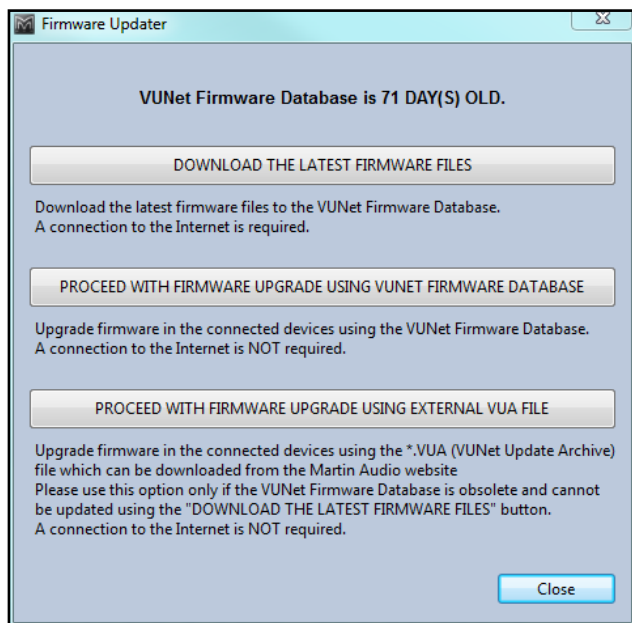 Firmware Updater
VUNet Firmware Database is 71 DAY(S) OLD.
DOWNLOAD THE LATEST FIRMWARE FILES
Download the latest firmware files to the VUNet Firmware Database.
A connection to the Internet is required.
PROCEED WITH FIRMWARE UPGRADE USING VUNET FIRMWARE DATABASE
Upgrade firmware in the connected devices using the VUNet Firmware Database.
A connection to the Internet is NOT required.
PROCEED WITH FIRMWARE UPGRADE USING EXTERNAL VUA FILE
Upgrade firmware in the connected devices using the *.VUA (VUNet Update Archive)
file which can be downloaded from the Martin Audio website
Please use this option only if the VUNet Firmware Database is obsolete and cannot
be updated using the "DOWNLOAD THE LATEST FIRMWARE FILES" button.
A connection to the Internet is NOT required.
Close